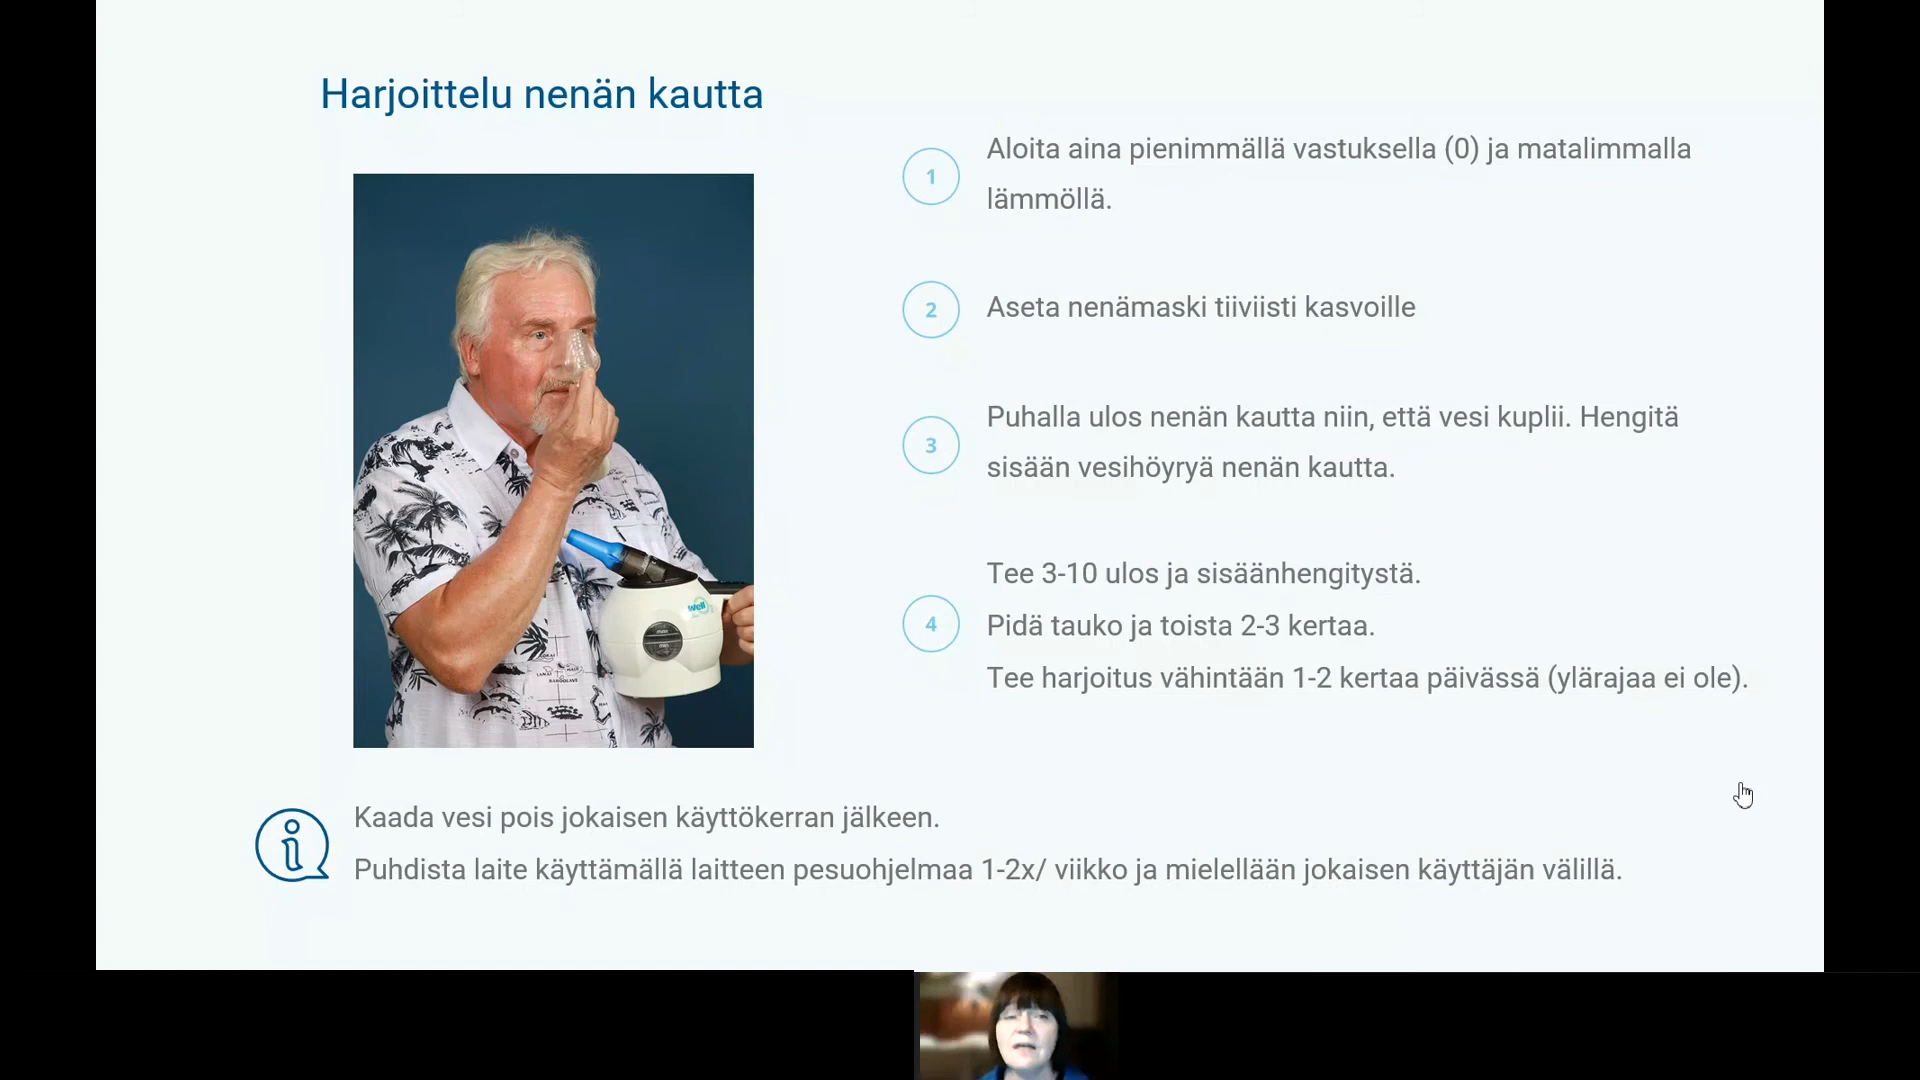 Harjoittelu nenän kautta
1
Aloita aina pienimmällä vastuksella (0) ja matalimmalla
lämmöllä.
2
Aseta nenämaski tiiviisti kasvoille
3
Puhalla ulos nenän kautta niin, että vesi kuplii. Hengitä
sisään vesihöyryä nenän kautta.
4
Tee 3-10 ulos ja sisäänhengitystä.
Pidä tauko ja toista 2-3 kertaa.
Tee harjoitus vähintään 1-2 kertaa päivässä (ylärajaa ei ole).
well
max
min
Kaada vesi pois jokaisen käyttökerran jälkeen.
Puhdista laite käyttämällä laitteen pesuohjelmaa 1-2x/ viikko ja mielellään jokaisen käyttäjän välillä.